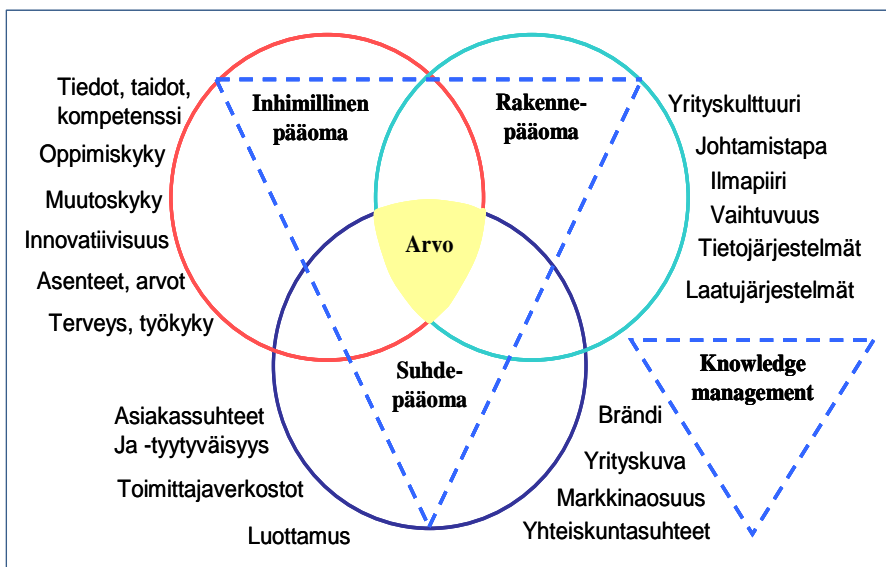 Tiedot, taidot,
kompetenssi
Oppimiskyky
Muutoskyky
Innovatiivisuus
Asenteet, arvot
Terveys, työkyky
Inhimillinen
pääoma
Rakenne-
pääoma
Yrityskulttuuri
Johtamistapa
Ilmapiiri
Vaihtuvuus
Tietojärjestelmät
Laatujärjestelmät
Arvo
Suhde-
pääoma
Asiakassuhteet
Ja -tyytyväisyys
Toimittajaverkostot
Luottamus
Brändi
Yrityskuva
Markkinaosuus
Yhteiskuntasuhteet
Knowledge
management